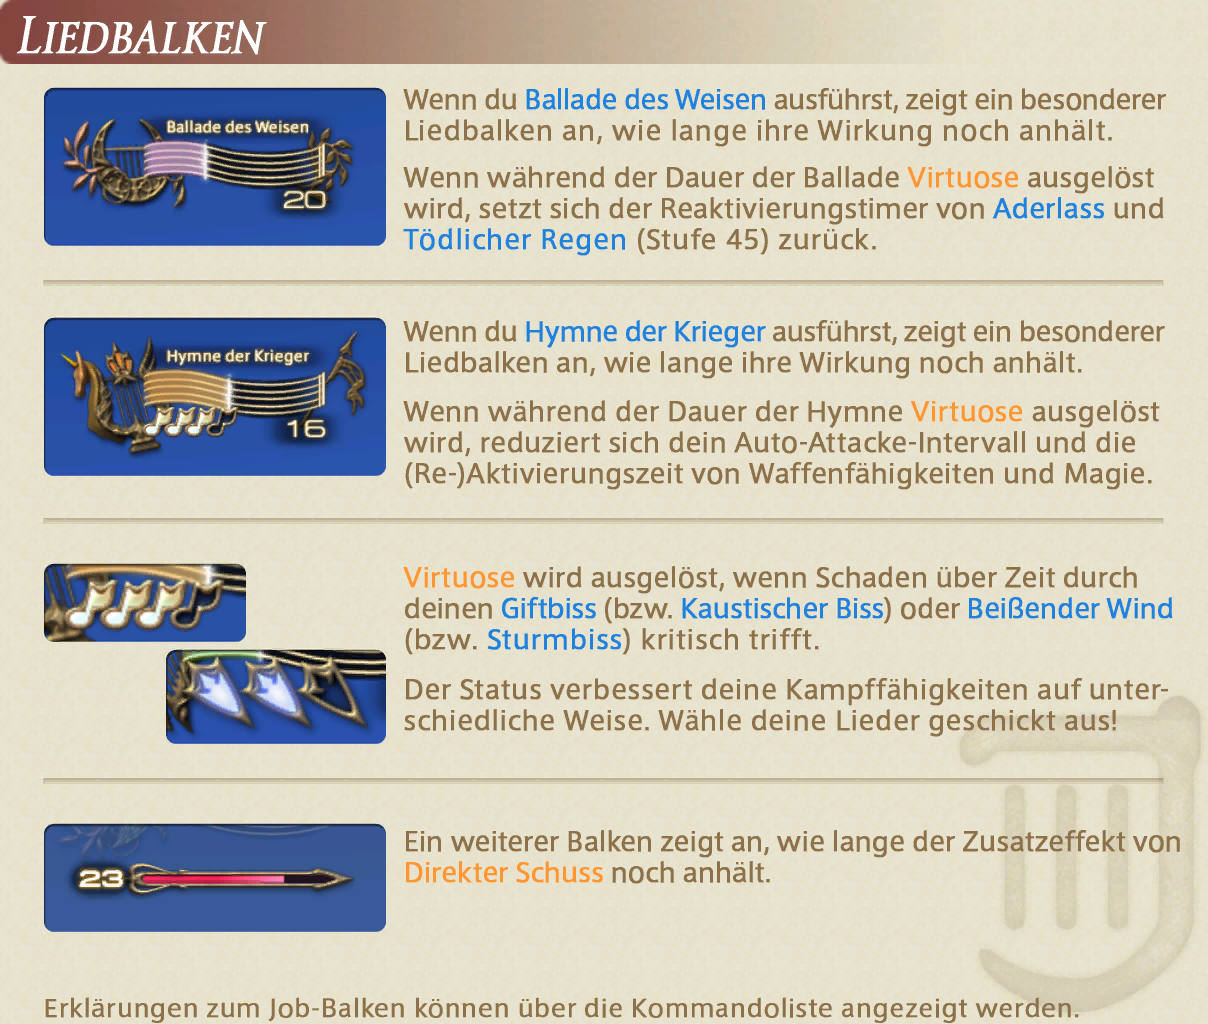 LIEDBALKEN
Ballade des Weisen
20
Wenn du Ballade des Weisen ausführst, zeigt ein besonderer
Liedbalken an, wie lange ihre Wirkung noch anhält.
Wenn während der Dauer der Ballade Virtuose ausgelöst
wird, setzt sich der Reaktivierungstimer von Aderlass und
Tödlicher Regen (Stufe 45) zurück.
Hymne der Krieger
16
Wenn du Hymne der Krieger ausführst, zeigt ein besonderer
Liedbalken an, wie lange ihre Wirkung noch anhält.
Wenn während der Dauer der Hymne Virtuose ausgelöst
wird, reduziert sich dein Auto-Attacke-Intervall und die
(Re-)Aktivierungszeit von Waffenfähigkeiten und Magie.
Virtuose wird ausgelöst, wenn Schaden über Zeit durch
deinen Giftbiss (bzw. Kaustischer Biss) oder Beißender Wind
(bzw. Sturmbiss) kritisch trifft.
Der Status verbessert deine Kampffähigkeiten auf unter-
schiedliche Weise. Wähle deine Lieder geschickt aus!
23
Ein weiterer Balken zeigt an, wie lange der Zusatzeffekt von
Direkter Schuss noch anhält.
Erklärungen zum Job-Balken können über die Kommandoliste angezeigt werden.